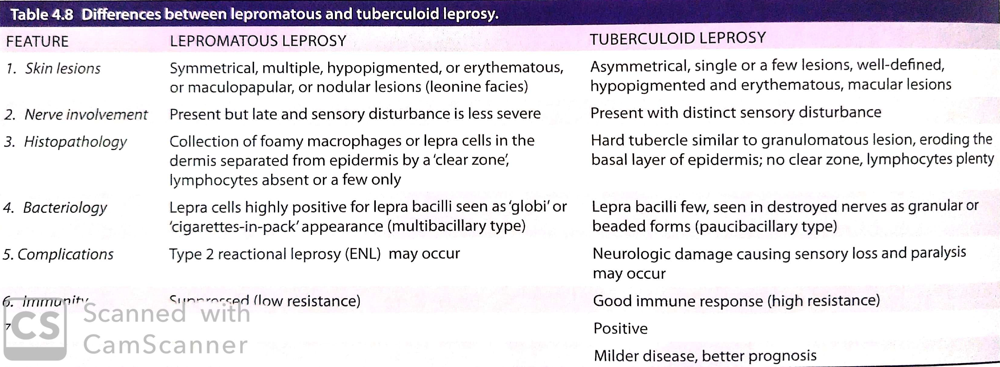 Table 4.8 Differences between lepromatous and tuberculoid leprosy.
FEATURE LEPROMATOUS LEPROSY TUBERCULOID LEPROSY
1. Skin lesions Symmetrical, multiple, hypopigmented, or erythematous, Asymmetrical, single or a few lesions, well-defined,
or maculopapular, or nodular lesions (leonine facies) hypopigmented and erythematous, macular lesions
2. Nerve involvement Present but late and sensory disturbance is less severe Present with distinct sensory disturbance
3. Histopathology Collection of foamy macrophages or lepra cells in the Hard tubercle similar to granulomatous lesion, eroding the
dermis separated from epidermis by a 'clear zone', basal layer of epidermis; no clear zone, lymphocytes plenty
lymphocytes absent or a few only
4. Bacteriology Lepra cells highly positive for lepra bacilli seen as 'globi' or Lepra bacilli few, seen in destroyed nerves as granular or
'cigarettes-in-pack' appearance (multibacillary type) beaded forms (paucibacillary type)
5. Complications Type 2 reactional leprosy (ENL) may occur Neurologic damage causing sensory loss and paralysis
may occur
6. Immunity Suppressed (low resistance) Good immune response (high resistance)
7 Positive
Milder disease, better prognosis
CS Scanned with
CamScanner